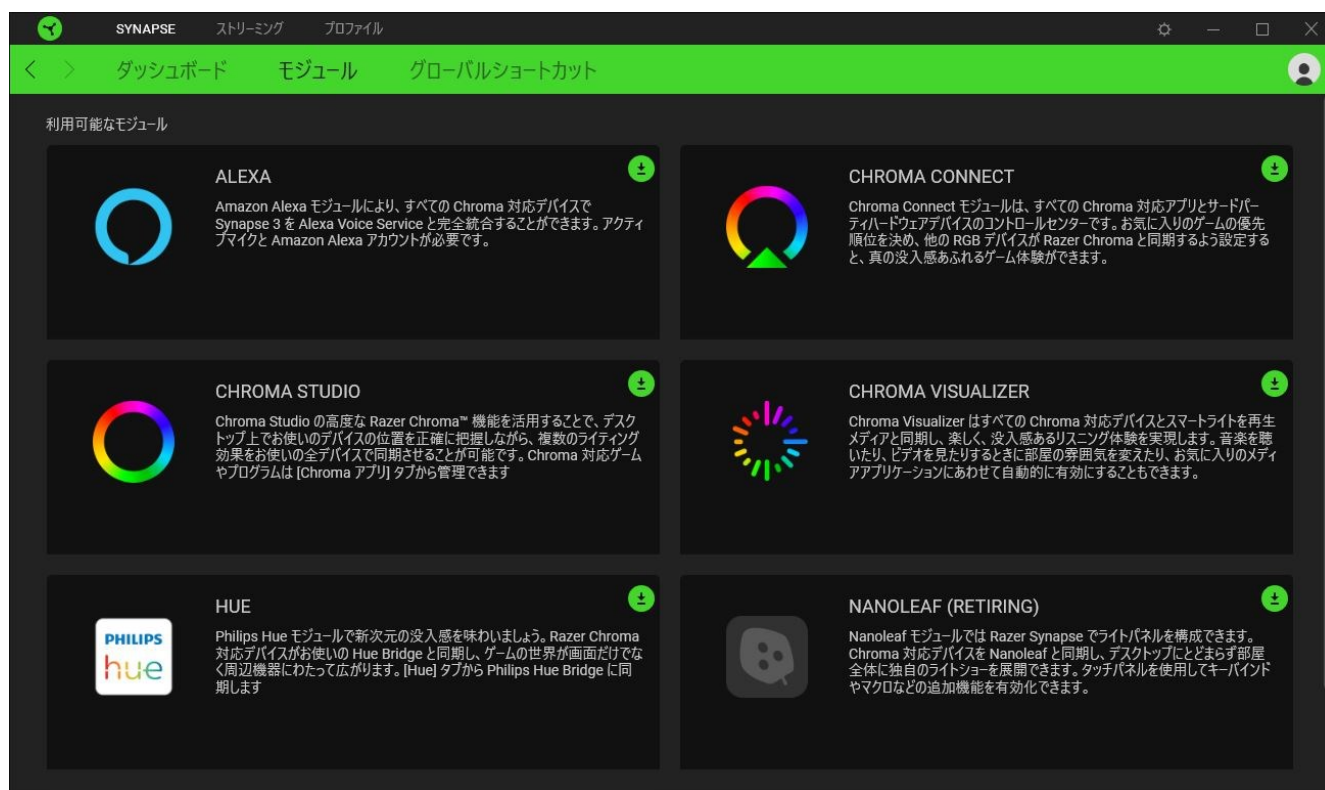 SYNAPSE ストリーミング プロファイル
ダッシュボード モジュール グローバルショートカット
利用可能なモジュール
ALEXA
Amazon Alexa モジュールにより、すべての Chroma 対応デバイスで
Synapse 3 を Alexa Voice Service と完全統合することができます。アクティ
ブマイクと Amazon Alexa アカウントが必要です。
CHROMA CONNECT
Chroma Connect モジュールは、すべての Chroma 対応アプリとサードパー
ティハードウェアデバイスのコントロールセンターです。お気に入りのゲームの優先
順位を決め、他の RGB デバイスが Razer Chroma と同期するよう設定する
と、真の没入感あふれるゲーム体験ができます。
CHROMA STUDIO
Chroma Studio の高度な Razer Chroma™ 機能を活用することで、デスク
トップ上でお使いのデバイスの位置を正確に把握しながら、複数のライティング
効果をお使いの全デバイスで同期させることが可能です。Chroma 対応ゲーム
やプログラムは [Chroma アプリ] タブから管理できます
CHROMA VISUALIZER
Chroma Visualizer はすべての Chroma 対応デバイスとスマートライトを再生
メディアと同期し、楽しく、没入感あるリスニング体験を実現します。音楽を聴
いたり、ビデオを見たりするときに部屋の雰囲気を変えたり、お気に入りのメディ
アアプリケーションにあわせて自動的に有効にすることもできます。
PHILIPS
hue
HUE
Philips Hue モジュールで新次元の没入感を味わいましょう。Razer Chroma
対応デバイスがお使いの Hue Bridge と同期し、ゲームの世界が画面だけでな
く周辺機器にわたって広がります。[Hue] タブから Philips Hue Bridge に同
期します
NANOLEAF (RETIRING)
Nanoleaf モジュールでは Razer Synapse でライトパネルを構成できます。
Chroma 対応デバイスを Nanoleaf と同期し、デスクトップにとどまらず部屋
全体に独自のライトショーを展開できます。タッチパネルを使用してキーバインド
やマクロなどの追加機能を有効化できます。